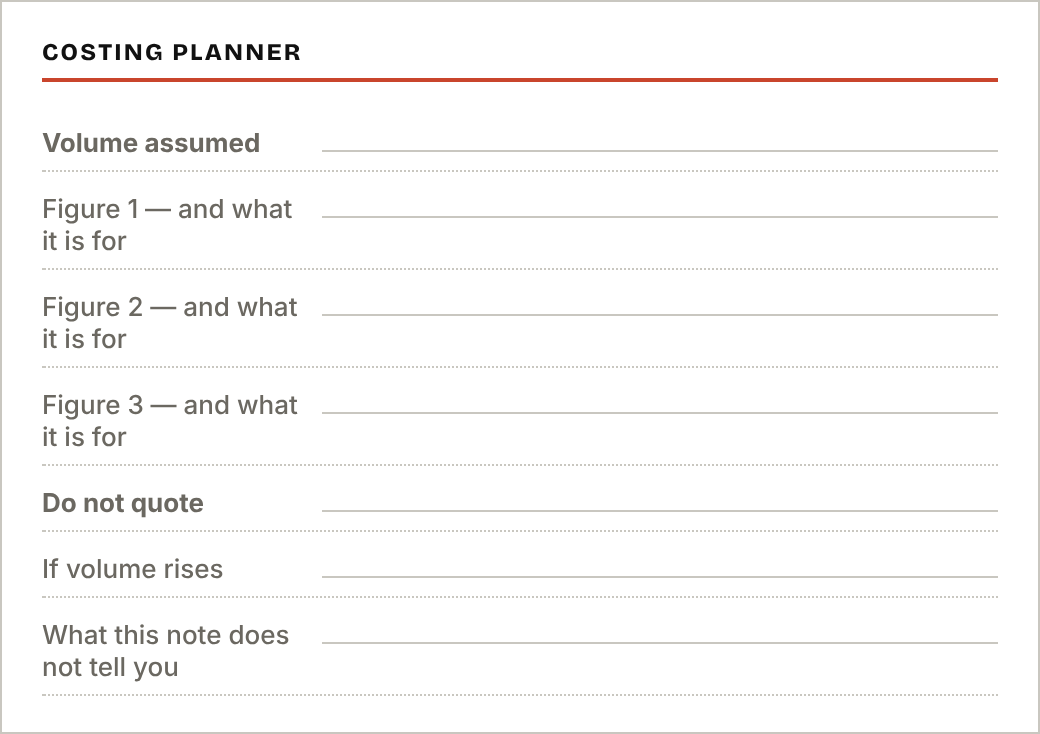 COSTING PLANNER
Volume assumed
Figure 1 — and what
it is for
Figure 2 — and what
it is for
Figure 3 — and what
it is for
Do not quote
If volume rises
What this note does
not tell you